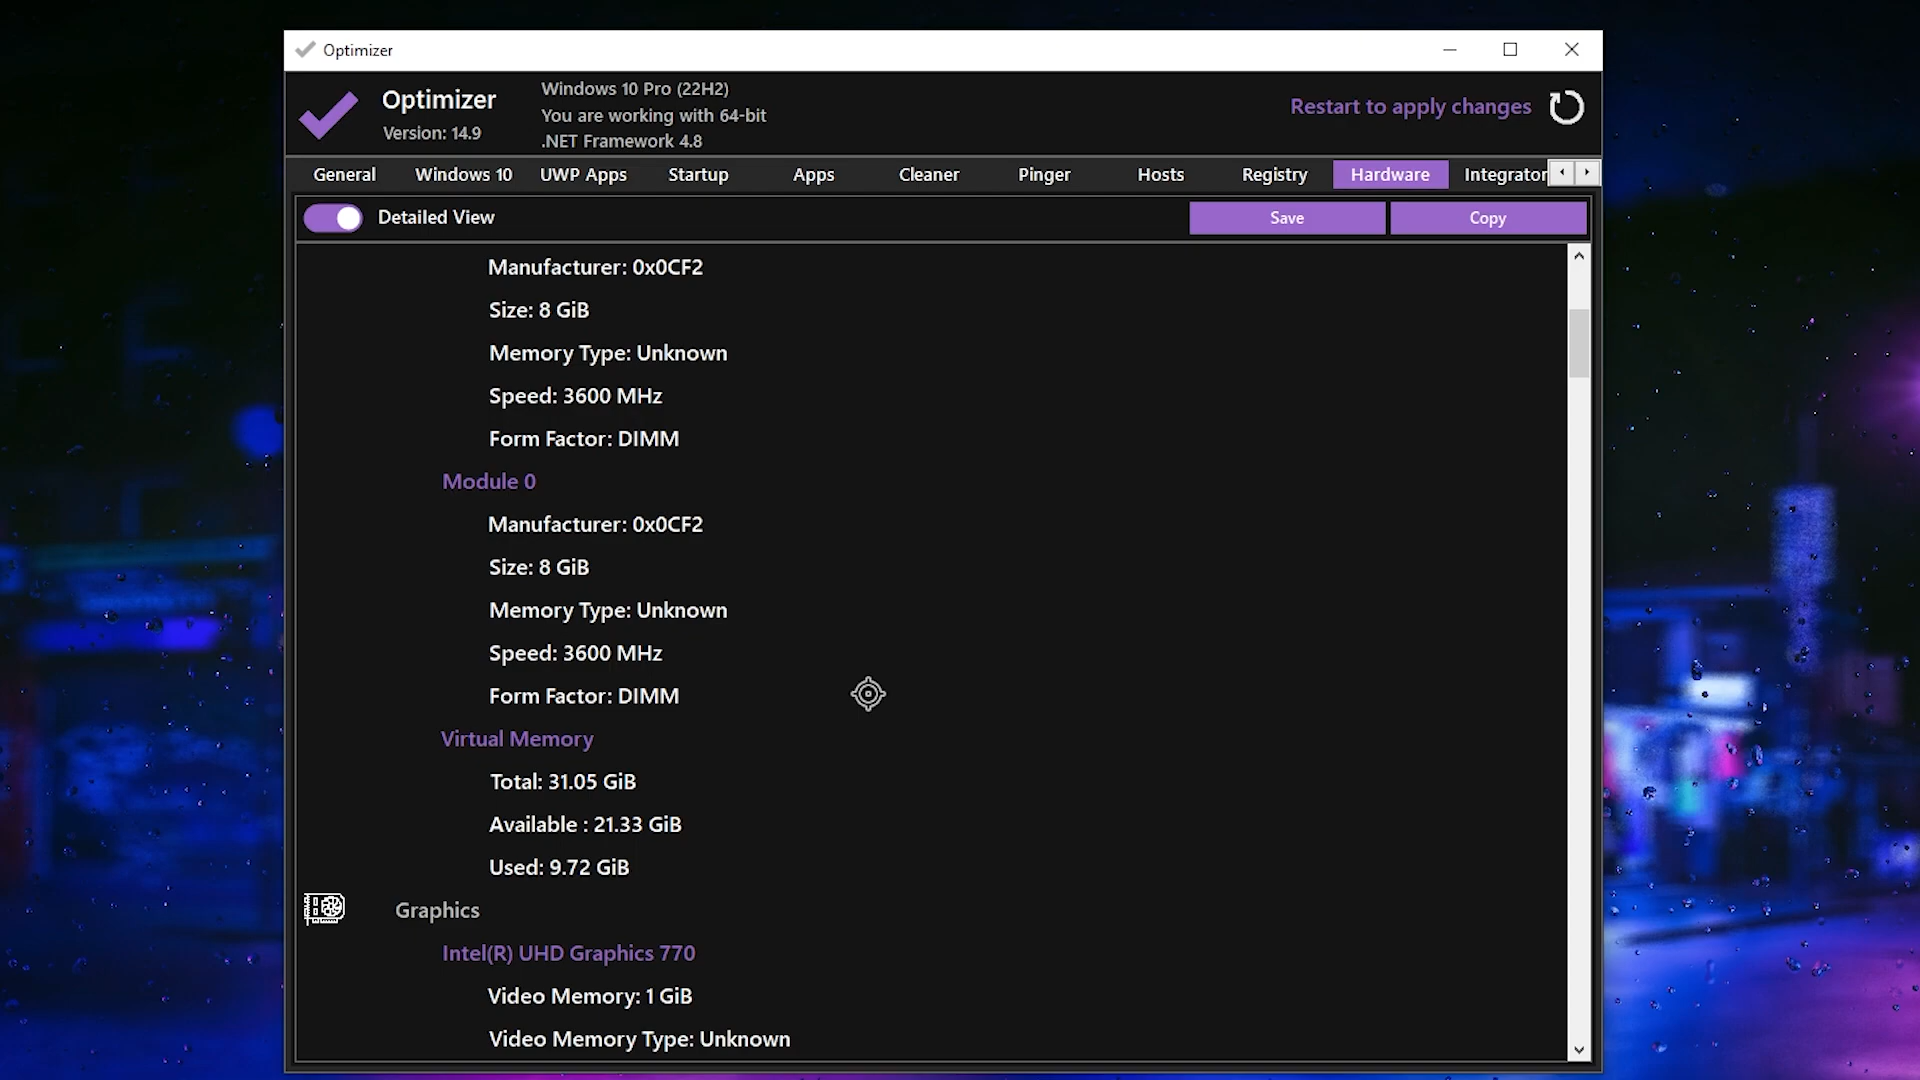 Optimizer
Optimizer
Version: 14.9
Windows 10 Pro (22H2)
You are working with 64-bit
.NET Framework 4.8
Restart to apply changes
General Windows 10 UWP Apps Startup Apps Cleaner Pinger Hosts Registry Hardware Integrator
Detailed View
Save Copy
Manufacturer: 0x0CF2
Size: 8 GiB
Memory Type: Unknown
Speed: 3600 MHz
Form Factor: DIMM
Module 0
Manufacturer: 0x0CF2
Size: 8 GiB
Memory Type: Unknown
Speed: 3600 MHz
Form Factor: DIMM
Virtual Memory
Total: 31.05 GiB
Available : 21.33 GiB
Used: 9.72 GiB
Graphics
Intel(R) UHD Graphics 770
Video Memory: 1 GiB
Video Memory Type: Unknown